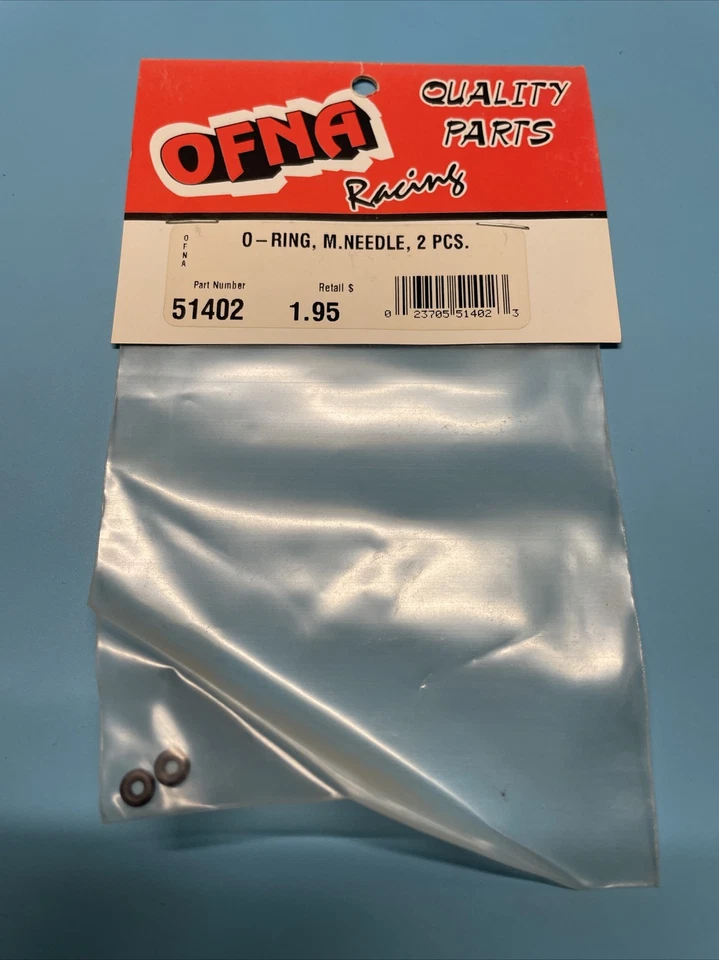 OFNA
Racing
QUALITY
PARTS
OFNA
O-RING, M.NEEDLE, 2 PCS.
Part Number
Retail $
51402
1.95
0 23705 51402 3